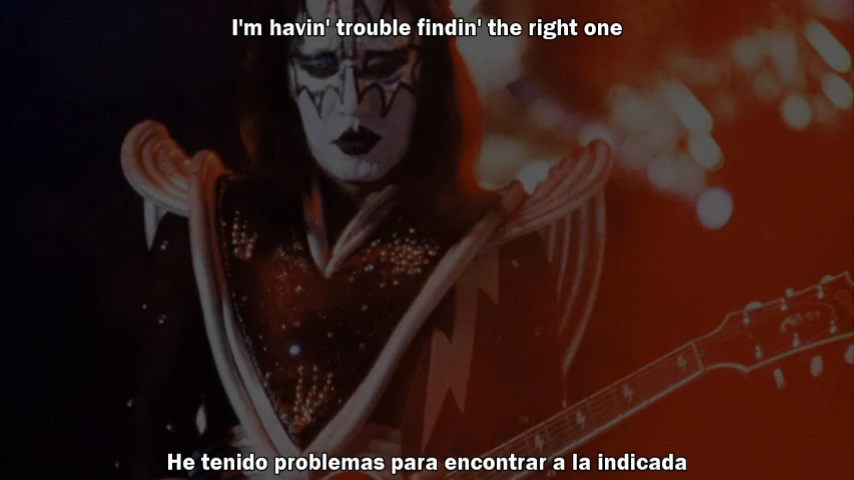 I'm havin' trouble findin' the right one
He tenido problemas para encontrar a la indicada